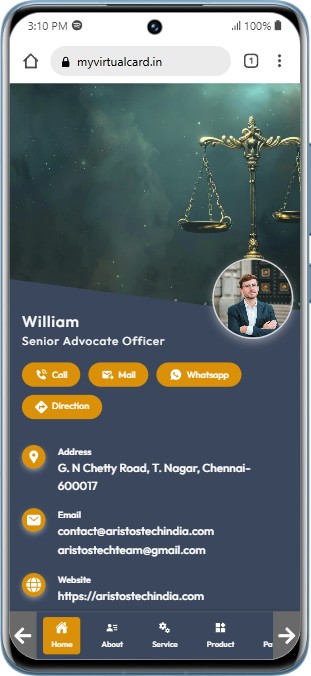 3:10 PM
100%
myvirtualcard.in
1
William
Senior Advocate Officer
Call
Mail
Whatsapp
Direction
Address
G. N Chetty Road, T. Nagar, Chennai-
600017
Email
contact@aristostechindia.com
aristostechteam@gmail.com
Website
https://aristostechindia.com
Home
About
Service
Product